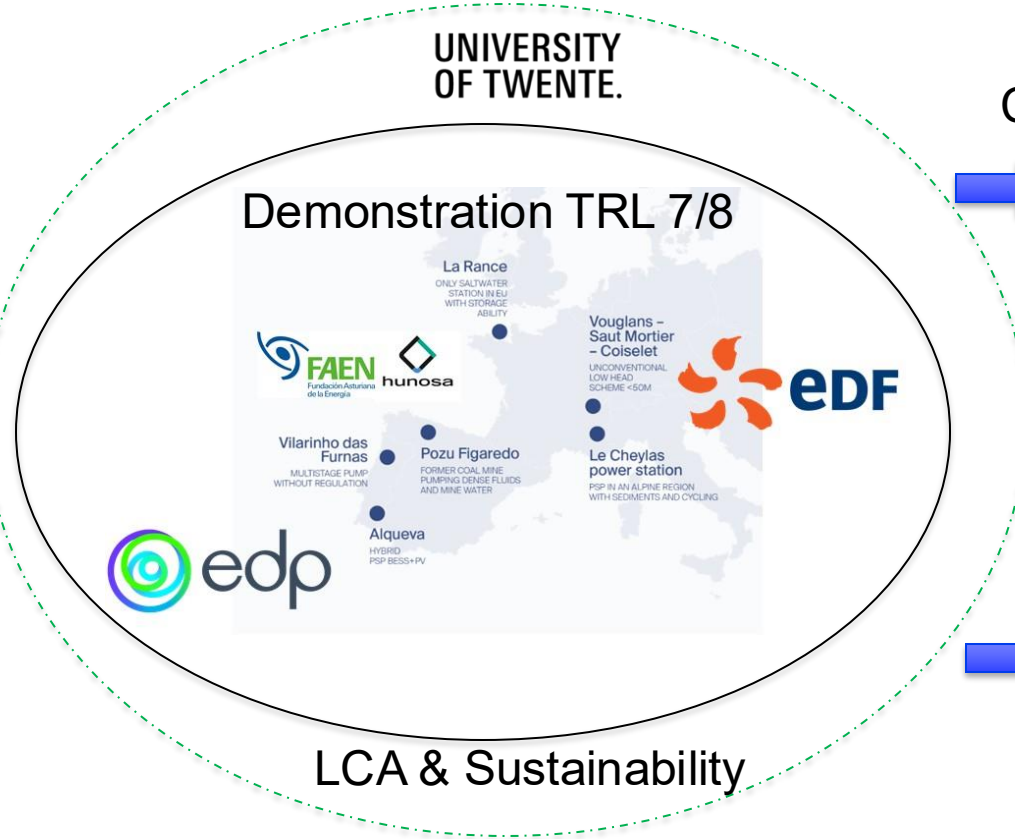 UNIVERSITY
OF TWENTE.
Demonstration TRL 7/8
La Rance
ONLY SALTWATER
STATION IN EU
WITH STORAGE
ABILITY
Vouglans –
Saut Mortier
– Coiselet
UNCONVENTIONAL
LOW HEAD
SCHEME <50M
FAEN
Fundación Asturiana
de la Energía
hunosa
eDF
Vilarinho das
Furnas
MULTISTAGE PUMP
WITHOUT REGULATION
Pozu Figaredo
FORMER COAL MINE
PUMPING DENSE FLUIDS
AND MINE WATER
Le Cheylas
power station
PSP IN AN ALPINE REGION
WITH SEDIMENTS AND CYCLING
Alqueva
HYBRID
PSP BESS+PV
edp
LCA & Sustainability